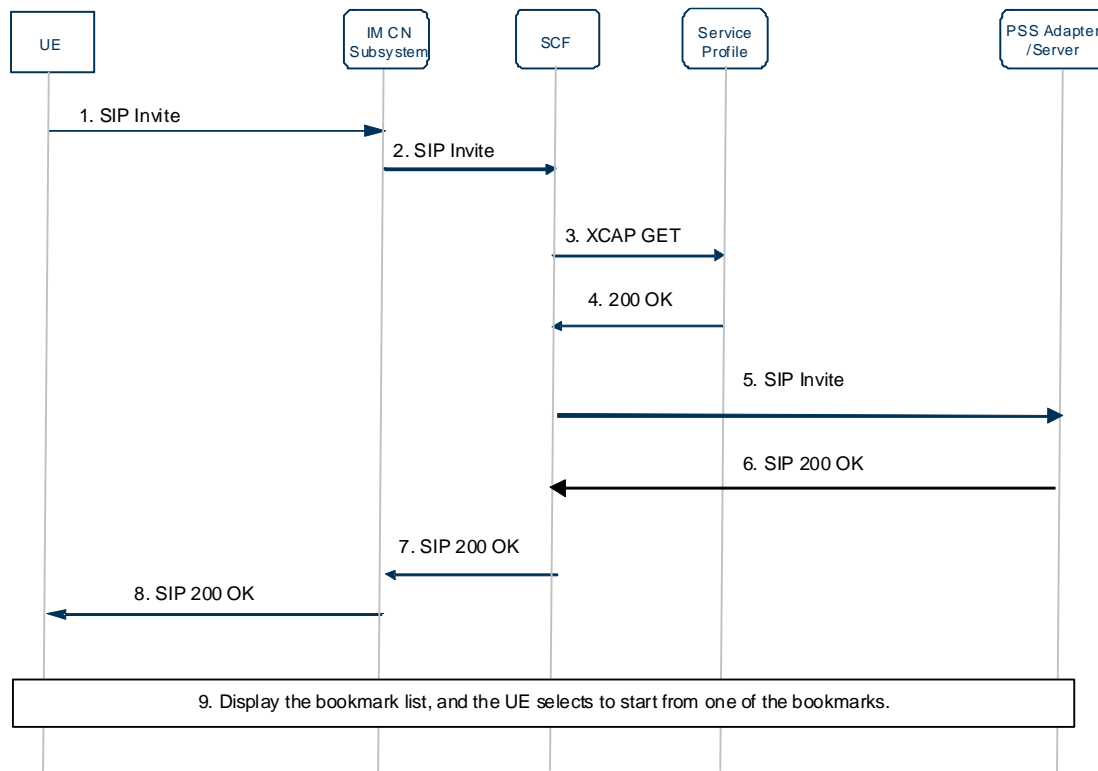 UE
IM CN
Subsystem
SCF
Service
Profile
PSS Adapter
/Server
1. SIP Invite
2. SIP Invite
3. XCAP GET
4. 200 OK
5. SIP Invite
6. SIP 200 OK
7. SIP 200 OK
8. SIP 200 OK
9. Display the bookmark list, and the UE selects to start from one of the bookmarks.